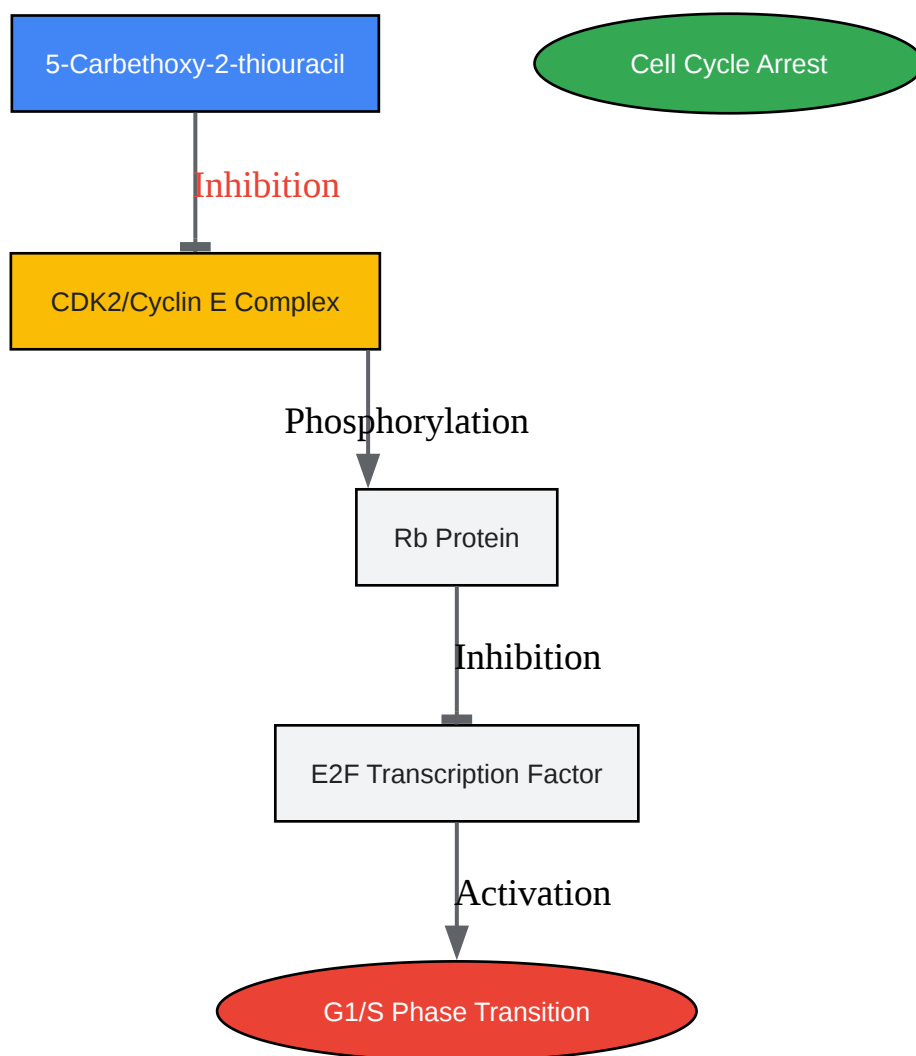 5-Carbethoxy-2-thiouracil
Cell Cycle Arrest
Inhibition
CDK2/Cyclin E Complex
Phosphorylation
Rb Protein
Inhibition
E2F Transcription Factor
Activation
G1/S Phase Transition